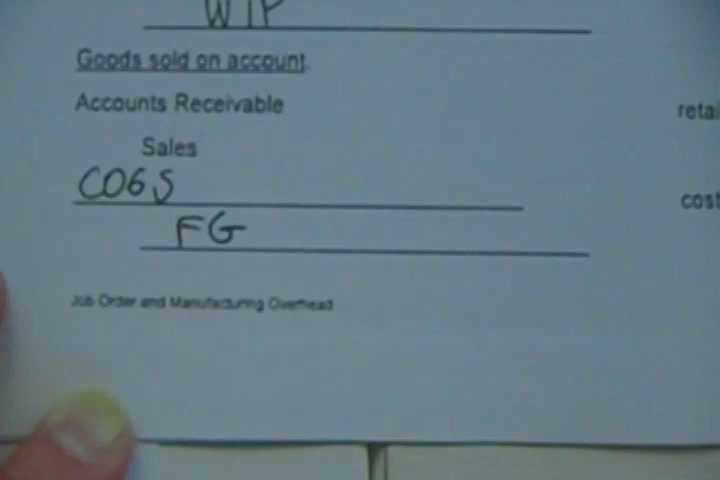 WIP
Goods sold on account
Accounts Receivable
retai
Sales
COGS
cost
FG
Job Order and Manufacturing Overhead